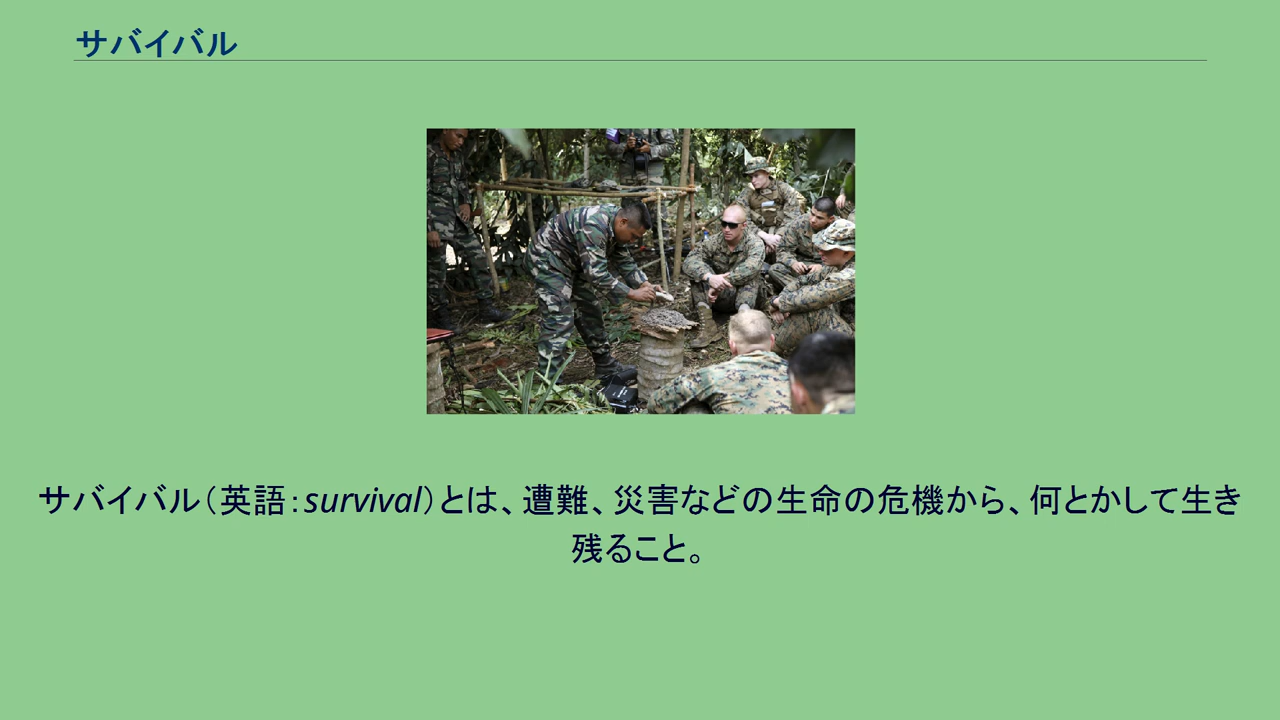 サバイバル
サバイバル（英語：survival）とは、遭難、災害などの生命の危機から、何とかして生き
残ること。